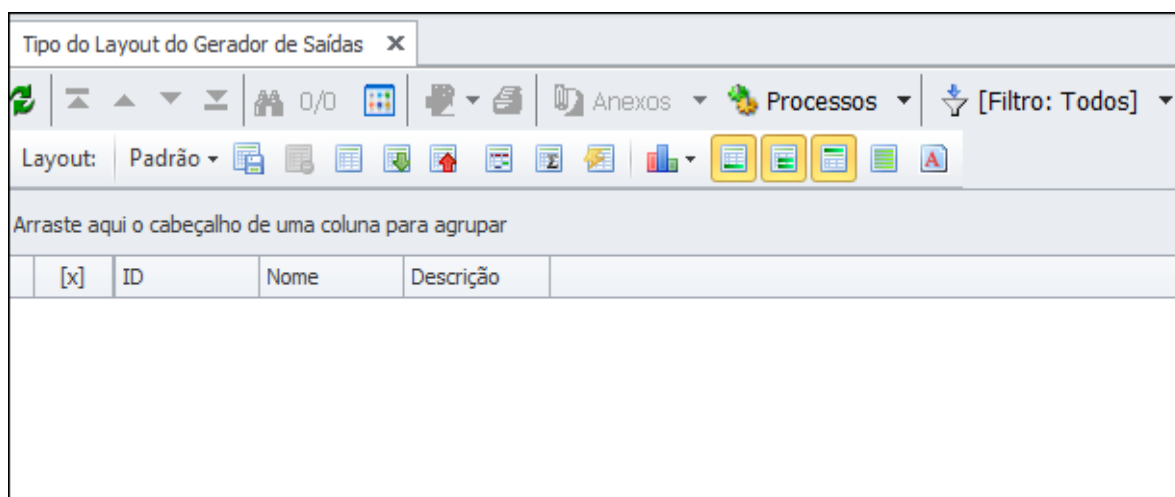 Tipo do Layout do Gerador de Saídas
0/0 Anexos Processos [Filtro: Todos]
Layout: Padrão Σ A
Arraste aqui o cabeçalho de uma coluna para agrupar
[x] ID Nome Descrição